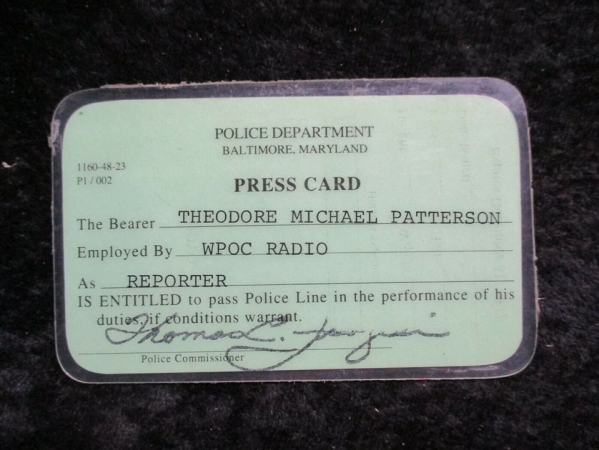 POLICE DEPARTMENT
BALTIMORE, MARYLAND
1160-48-23
P1 / 002
PRESS CARD
The Bearer THEODORE MICHAEL PATTERSON
Employed By WPOC RADIO
As REPORTER
IS ENTITLED to pass Police Line in the performance of his
duties, if conditions warrant.
Thomas C.
Police Commissioner